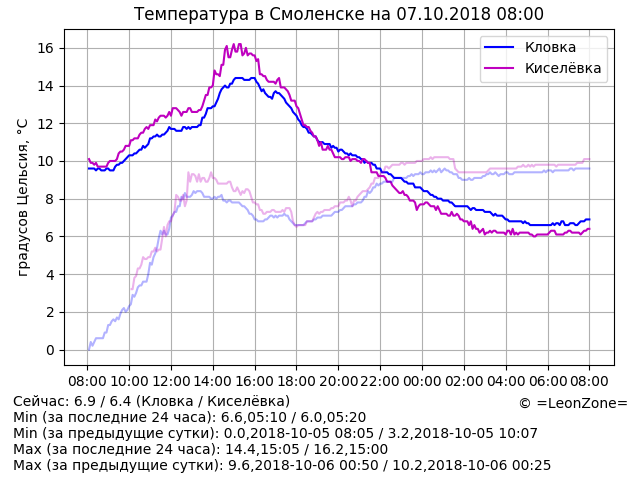 Температура в Смоленске на 07.10.2018 08:00
градусов Цельсия, °C
16
14
12
10
8
6
4
2
0
Кловка
Киселёвка
08:00 10:00 12:00 14:00 16:00 18:00 20:00 22:00 00:00 02:00 04:00 06:00 08:00
Сейчас: 6.9 / 6.4 (Кловка / Киселёвка)
© =LeonZone=
Min (за последние 24 часа): 6.6,05:10 / 6.0,05:20
Min (за предыдущие сутки): 0.0,2018-10-05 08:05 / 3.2,2018-10-05 10:07
Max (за последние 24 часа): 14.4,15:05 / 16.2,15:00
Max (за предыдущие сутки): 9.6,2018-10-06 00:50 / 10.2,2018-10-06 00:25